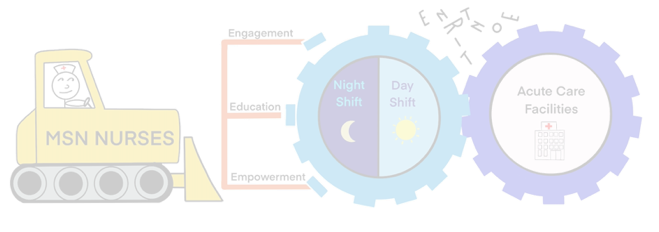 Engagement
E N R I T T N O E
Night Shift
Day Shift
Acute Care
Facilities
Education
MSN NURSES
Empowerment